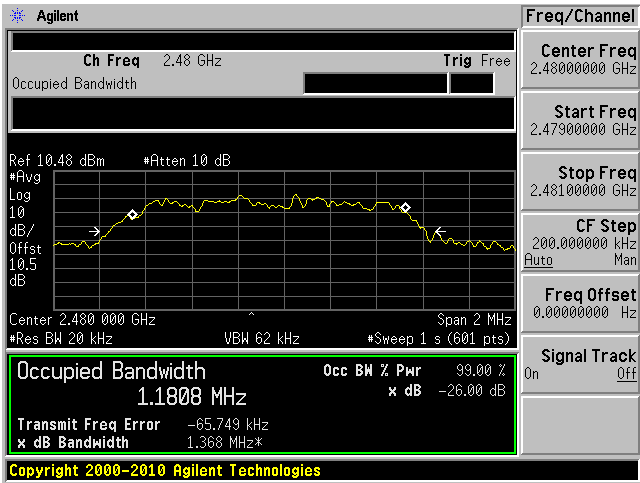 Agilent
Freq/Channel
Ch Freq 2.48 GHz Trig Free
Occupied Bandwidth
Center Freq
2.48000000 GHz
Start Freq
2.47900000 GHz
Stop Freq
2.48100000 GHz
CF Step
200.000000 kHz
Auto Man
Freq Offset
0.00000000 Hz
Signal Track
On Off
Ref 10.48 dBm #Atten 10 dB
#Avg
Log
10
dB/
Offst
10.5
dB
Center 2.480 000 GHz Span 2 MHz
#Res BW 20 kHz VBW 62 kHz #Sweep 1 s (601 pts)
Occupied Bandwidth
1.1808 MHz
Occ BW % Pwr 99.00 %
x dB -26.00 dB
Transmit Freq Error -65.749 kHz
x dB Bandwidth 1.368 MHz*
Copyright 2000-2010 Agilent Technologies